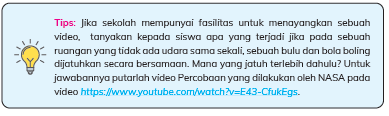 Tips: Jika sekolah mempunyai fasilitas untuk menayangkan sebuah
video, tanyakan kepada siswa apa yang terjadi jika pada sebuah
ruangan yang tidak ada udara sama sekali, sebuah bulu dan bola boling
dijatuhkan secara bersamaan. Mana yang jatuh terlebih dahulu? Untuk
jawabannya putarlah video Percobaan yang dilakukan oleh NASA pada
video https://www.youtube.com/watch?v=E43-CfukEgs.